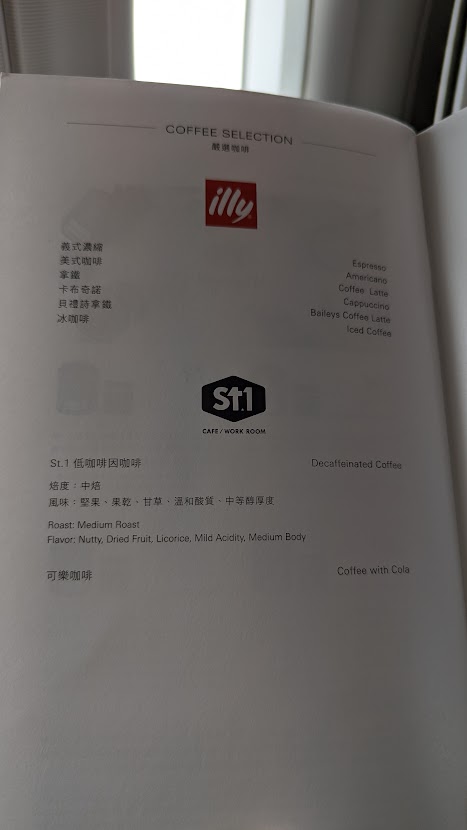 COFFEE SELECTION
嚴選咖啡
illy
義式濃縮 Espresso
美式咖啡 Americano
拿鐵 Coffee Latte
卡布奇諾 Cappuccino
貝禮詩拿鐵 Baileys Coffee Latte
冰咖啡 Iced Coffee
St.1
CAFE / WORK ROOM
St.1 低咖啡因咖啡 Decaffeinated Coffee
焙度：中焙
風味：堅果、果乾、甘草、溫和酸質、中等醇厚度
Roast: Medium Roast
Flavor: Nutty, Dried Fruit, Licorice, Mild Acidity, Medium Body
可樂咖啡 Coffee with Cola